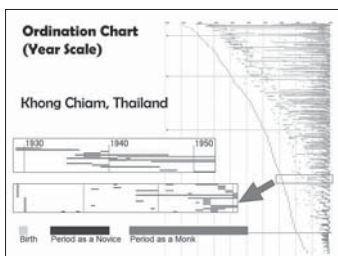 Ordination Chart
(Year Scale)
Khong Chiam, Thailand
1930 1940 1950
Birth Period as a Novice Period as a Monk